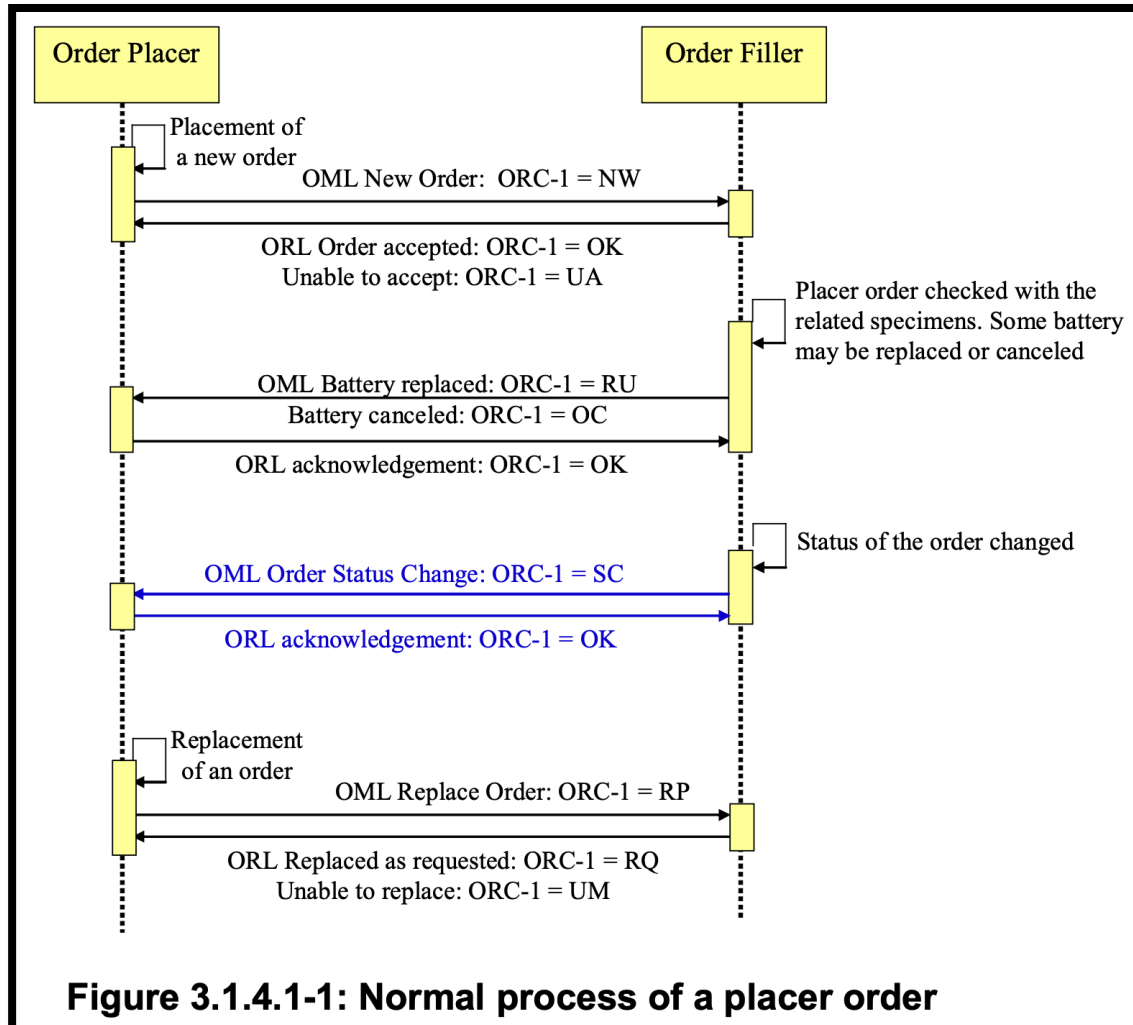 Order Placer
Order Filler
Placement of
a new order
OML New Order:  ORC-1 = NW
ORL Order accepted: ORC-1 = OK
Unable to accept: ORC-1 = UA
Placer order checked with the
related specimens. Some battery
may be replaced or canceled
OML Battery replaced: ORC-1 = RU
Battery canceled: ORC-1 = OC
ORL acknowledgement: ORC-1 = OK
Status of the order changed
OML Order Status Change: ORC-1 = SC
ORL acknowledgement: ORC-1 = OK
Replacement
of an order
OML Replace Order: ORC-1 = RP
ORL Replaced as requested: ORC-1 = RQ
Unable to replace: ORC-1 = UM
Figure 3.1.4.1-1: Normal process of a placer order